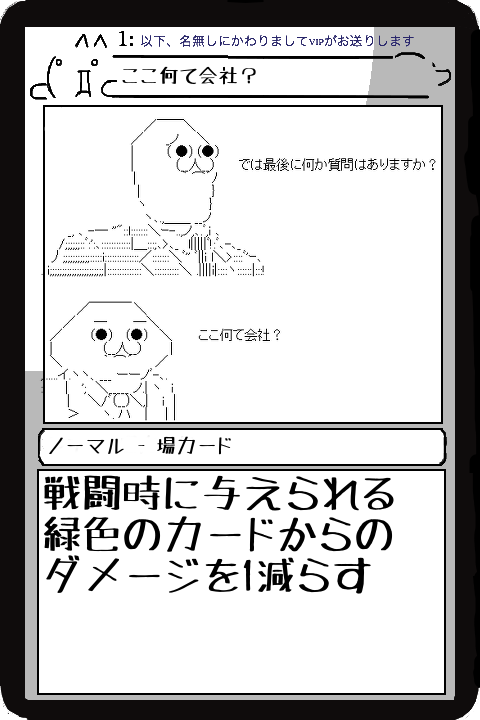 1: 以下、名無しにかわりましてVIPがお送りします
ここ何て会社？
では最後に何か質問はありますか？
ここ何て会社？
ノーマル - 場カード
戦闘時に与えられる
緑色のカードからの
ダメージを1減らす